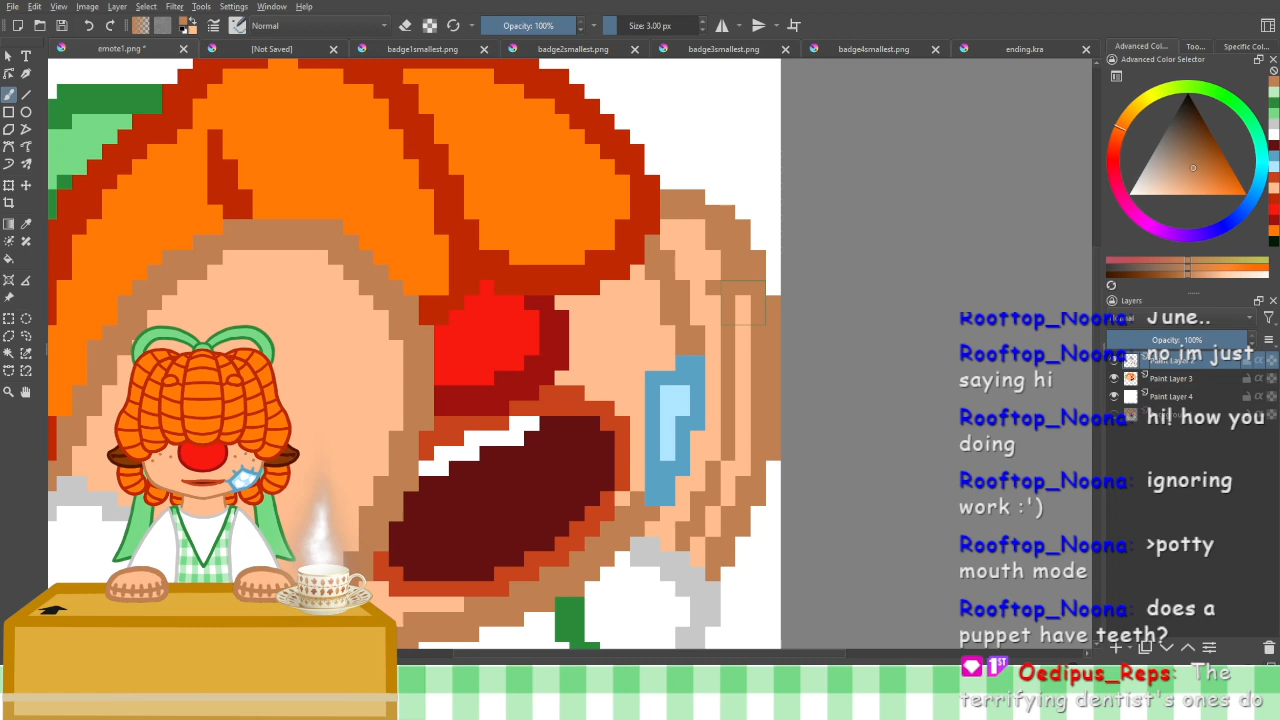 File Edit View Image Layer Select Filter Tools Settings Window Help
Normal
Opacity: 100%
Size: 3.00 px
emote1.png *
[Not Saved]
badge1smallest.png
badge2smallest.png
badge3smallest.png
badge4smallest.png
ending.kra
Advanced Col... Too... Specific Col...
Advanced Color Selector
Layers
Opacity: 100%
Paint Layer 3
Paint Layer 4
Rooftop_Noona: June..
Rooftop_Noona: no im just
saying hi
Rooftop_Noona: hi! how you
doing
Rooftop_Noona: ignoring
work :')
Rooftop_Noona: >potty
mouth mode
Rooftop_Noona: does a
puppet have teeth?
1ST Oedipus_Reps: The
terrifying dentist's ones do